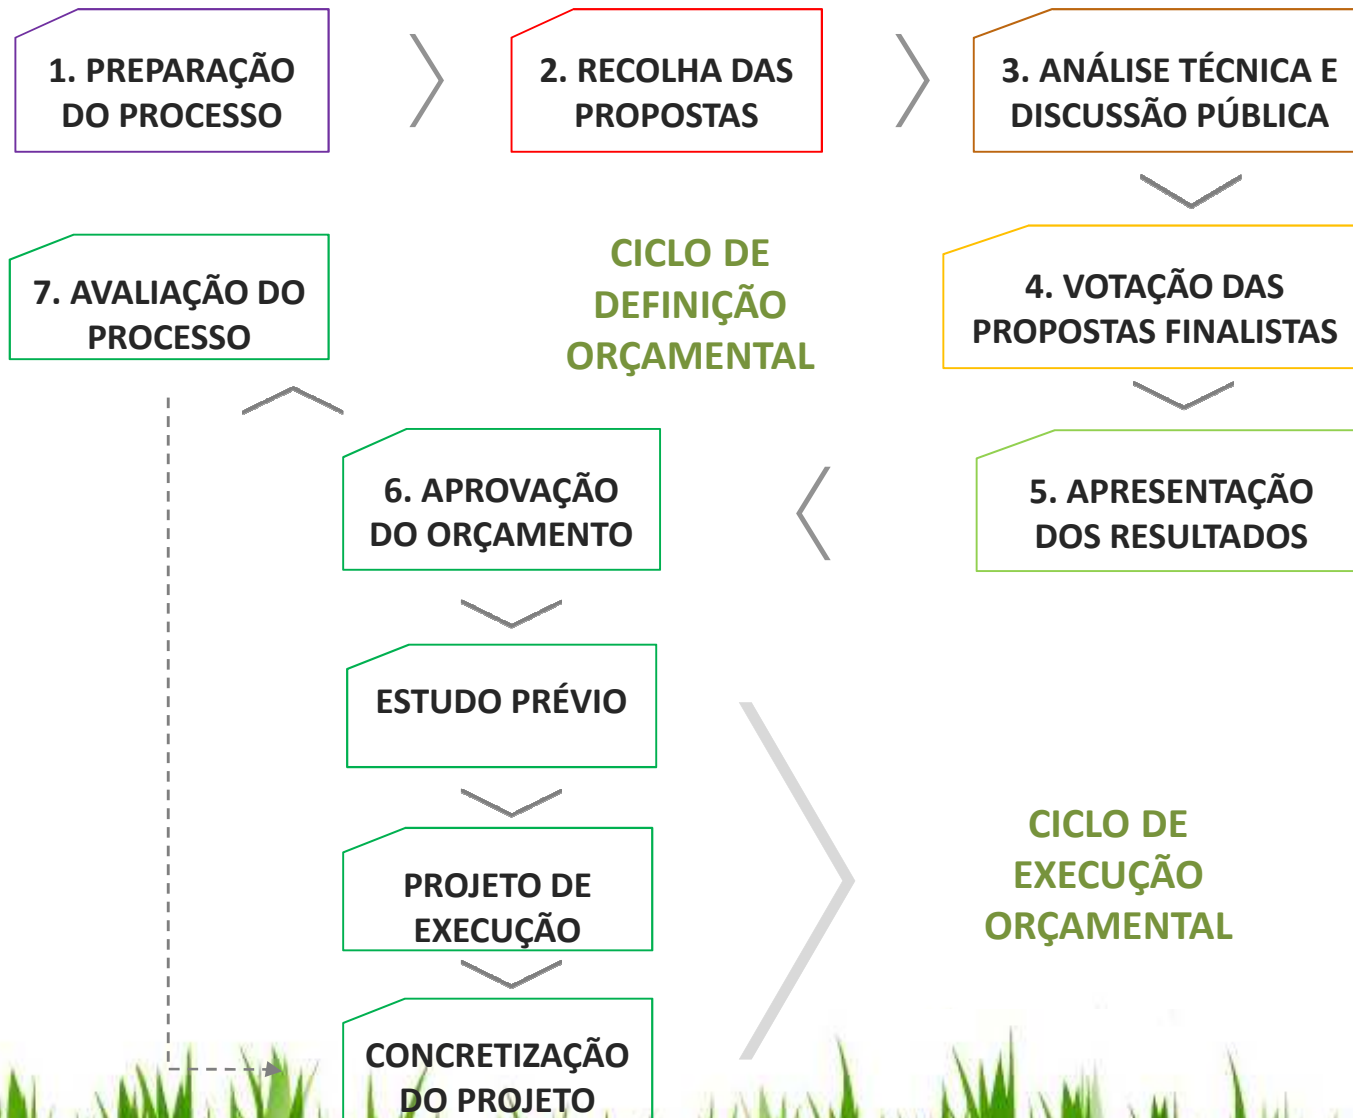 1. PREPARAÇÃO
DO PROCESSO
2. RECOLHA DAS
PROPOSTAS
3. ANÁLISE TÉCNICA E
DISCUSSÃO PÚBLICA
4. VOTAÇÃO DAS
PROPOSTAS FINALISTAS
5. APRESENTAÇÃO
DOS RESULTADOS
6. APROVAÇÃO
DO ORÇAMENTO
7. AVALIAÇÃO DO
PROCESSO
CICLO DE
DEFINIÇÃO
ORÇAMENTAL
ESTUDO PRÉVIO
PROJETO DE
EXECUÇÃO
CONCRETIZAÇÃO
DO PROJETO
CICLO DE
EXECUÇÃO
ORÇAMENTAL